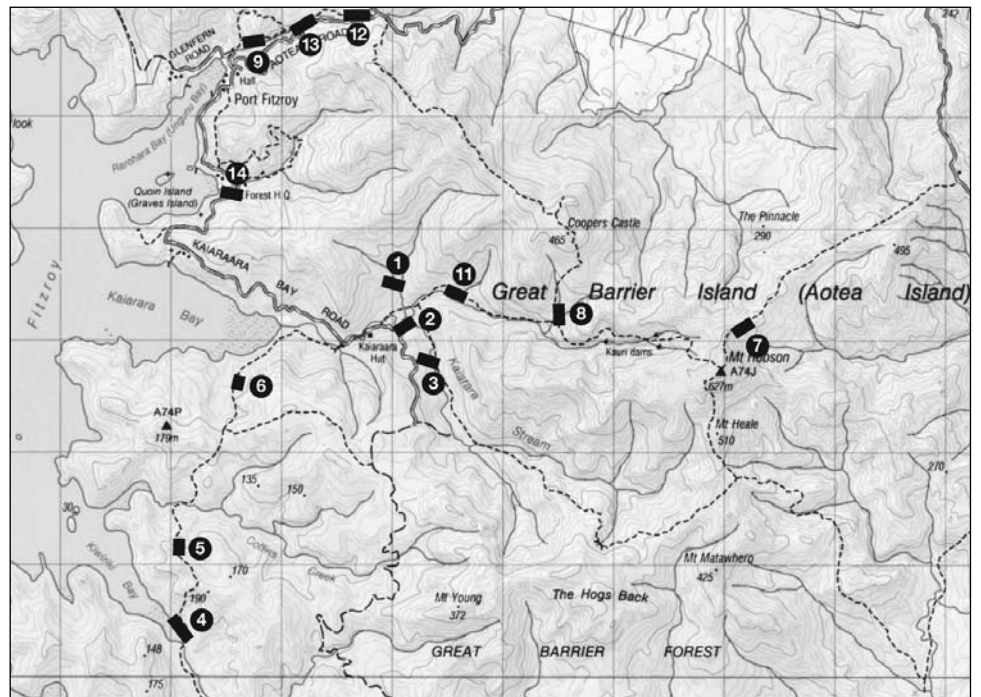 242
GLENFERN
ROAD
9
13
12
AOTEA ROAD
Hall
Port Fitzroy
look
Rarohara Bay (Ungunu Bay)
14
Forest H.Q.
Quoin Island
(Graves Island)
Coopers Castle
465
The Pinnacle
290
495
KAIARAARA
BAY
ROAD
1
11
Great Barrier Island (Aotea Island)
Fitzroy
Kaiarara
Bay
2
8
7
Kaiaraara
Hut
Kauri dams
Mt Hobson
A74J
627m
3
Kaiarara
Stream
6
A74P
179m
Mt Heale
510
270
135
150
30
5
Coffins
Creek
Kiwiriki
Bay
170
190
Mt Matawhero
425
4
Mt Young
372
The Hogs Back
148
175
GREAT BARRIER FOREST